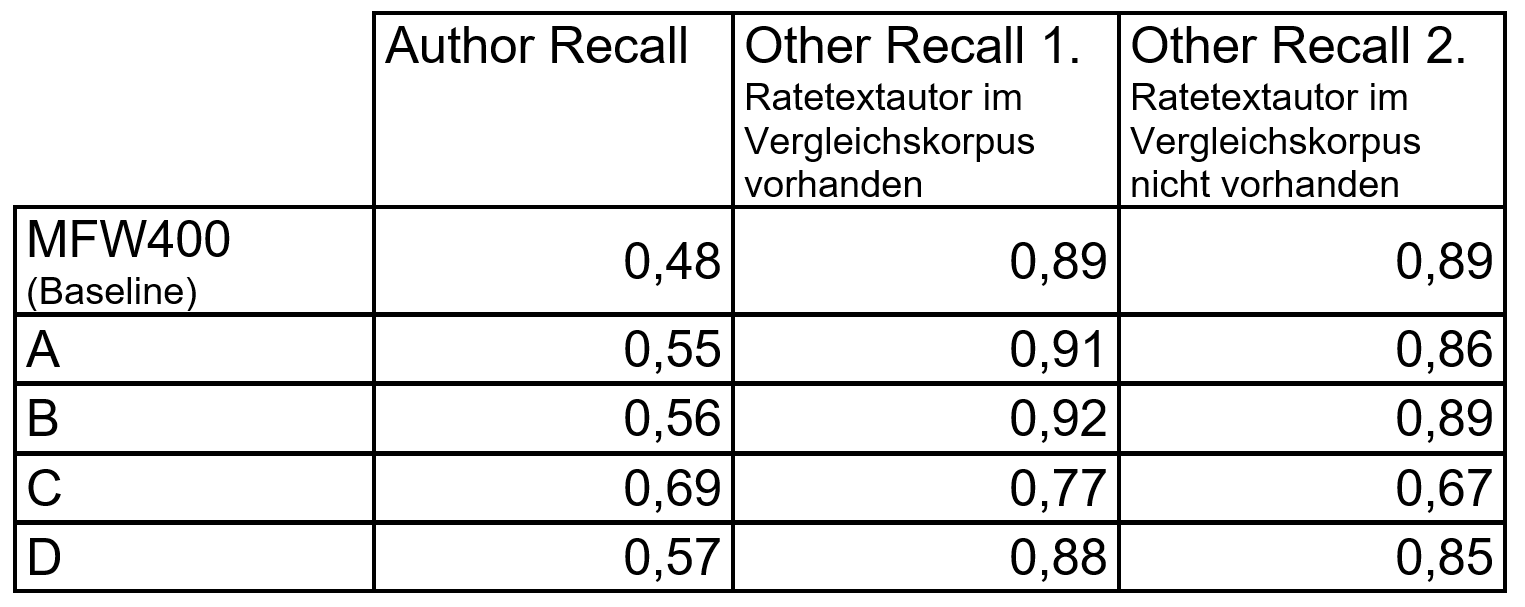 Author Recall
Other Recall 1.
Ratetextautor im
Vergleichskorpus
vorhanden
Other Recall 2.
Ratetextautor im
Vergleichskorpus
nicht vorhanden
MFW400
(Baseline)
0,48
0,89
0,89
A
0,55
0,91
0,86
B
0,56
0,92
0,89
C
0,69
0,77
0,67
D
0,57
0,88
0,85